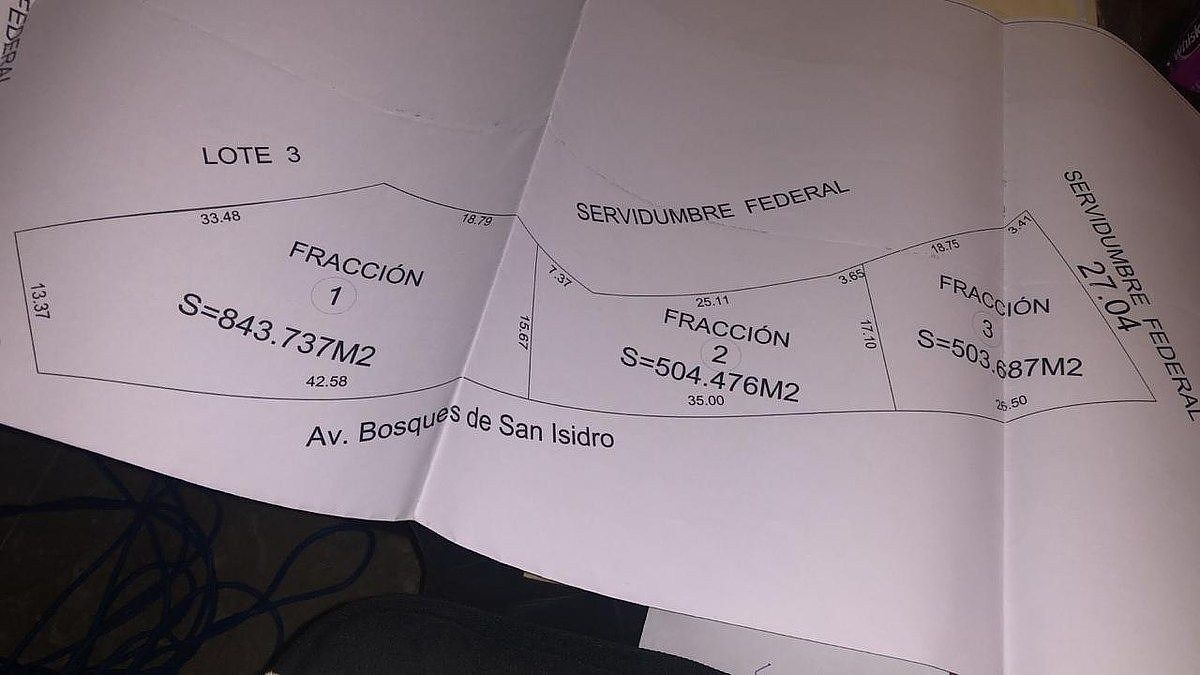 FEDERAL
LOTE 3
33.48
18.79
SERVIDUMBRE FEDERAL
SERVIDUMBRE FEDERAL
27.04
13.37
FRACCIÓN
1
S=843.737M2
42.58
7.37
15.67
25.11
3.65
FRACCIÓN
2
S=504.476M2
35.00
17.10
18.75
3.41
FRACCIÓN
3
S=503.687M2
26.50
Av. Bosques de San Isidro